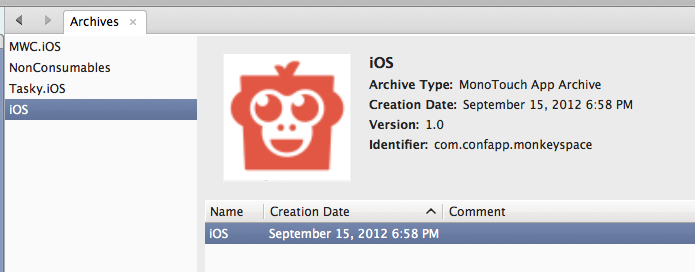 Archives
MWC.iOS
NonConsumables
Tasky.iOS
iOS
iOS
Archive Type: MonoTouch App Archive
Creation Date: September 15, 2012 6:58 PM
Version: 1.0
Identifier: com.confapp.monkeyspace
Name Creation Date Comment
iOS September 15, 2012 6:58 PM